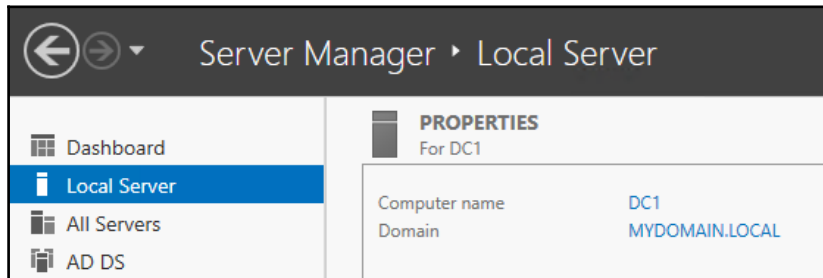 Server Manager ‣ Local Server
Dashboard
Local Server
All Servers
AD DS
PROPERTIES
For DC1
Computer name DC1
Domain MYDOMAIN.LOCAL